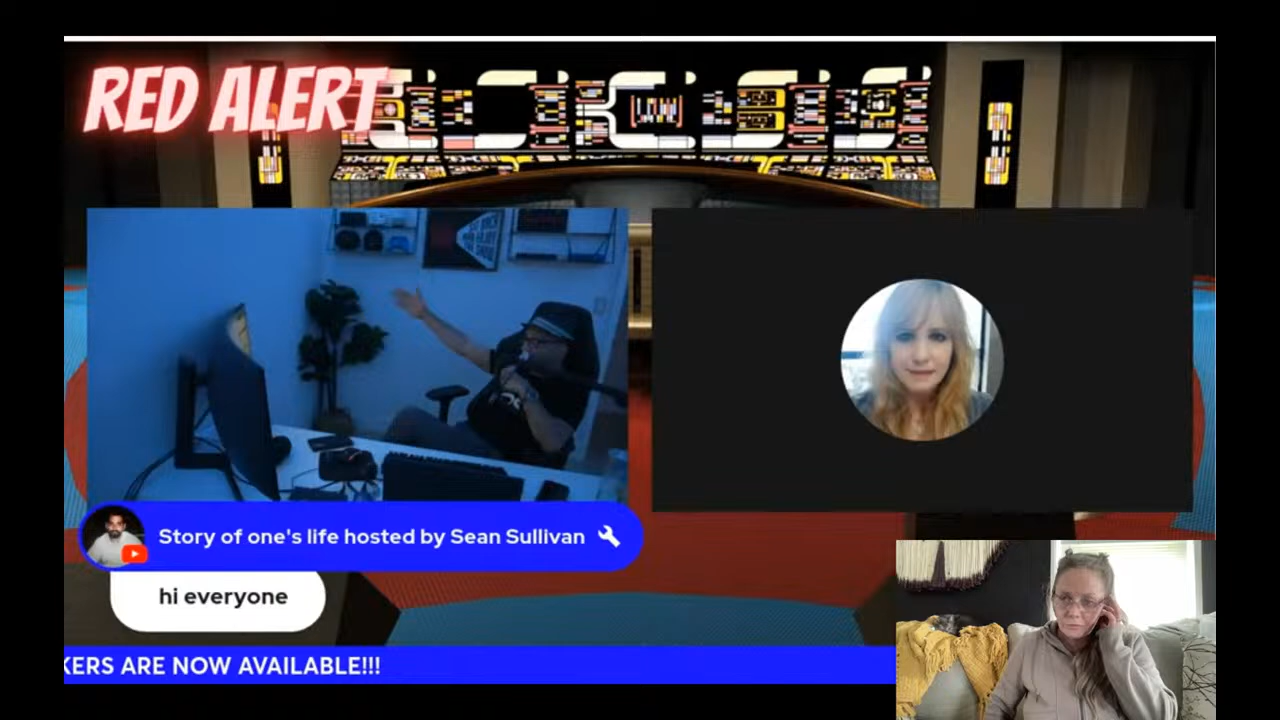 RED ALERT
Story of one's life hosted by Sean Sullivan
hi everyone
KERS ARE NOW AVAILABLE!!!